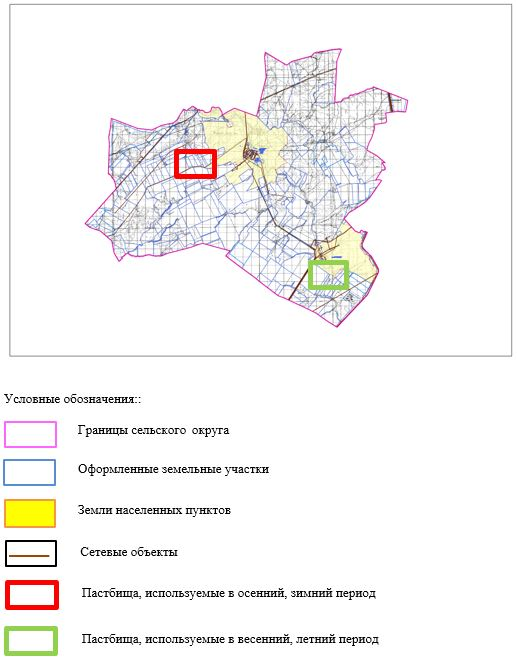 Условные обозначения::
Границы сельского округа
Оформленные земельные участки
Земли населенных пунктов
Сетевые объекты
Пастбища, используемые в осенний, зимний период
Пастбища, используемые в весенний, летний период